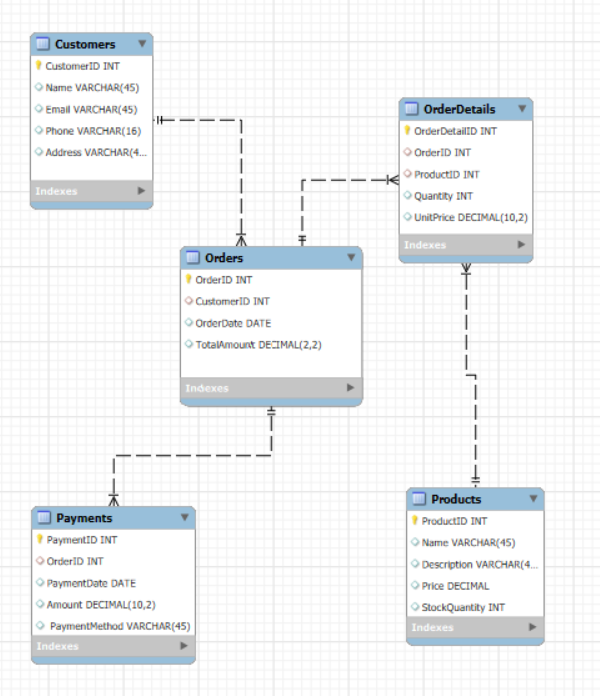 Customers
CustomerID INT
Name VARCHAR(45)
Email VARCHAR(45)
Phone VARCHAR(16)
Address VARCHAR(4...
Indexes
OrderDetails
OrderDetailID INT
OrderID INT
ProductID INT
Quantity INT
UnitPrice DECIMAL(10,2)
Indexes
Orders
OrderID INT
CustomerID INT
OrderDate DATE
TotalAmount DECIMAL(2,2)
Indexes
Payments
PaymentID INT
OrderID INT
PaymentDate DATE
Amount DECIMAL(10,2)
PaymentMethod VARCHAR(45)
Indexes
Products
ProductID INT
Name VARCHAR(45)
Description VARCHAR(4...
Price DECIMAL
StockQuantity INT
Indexes